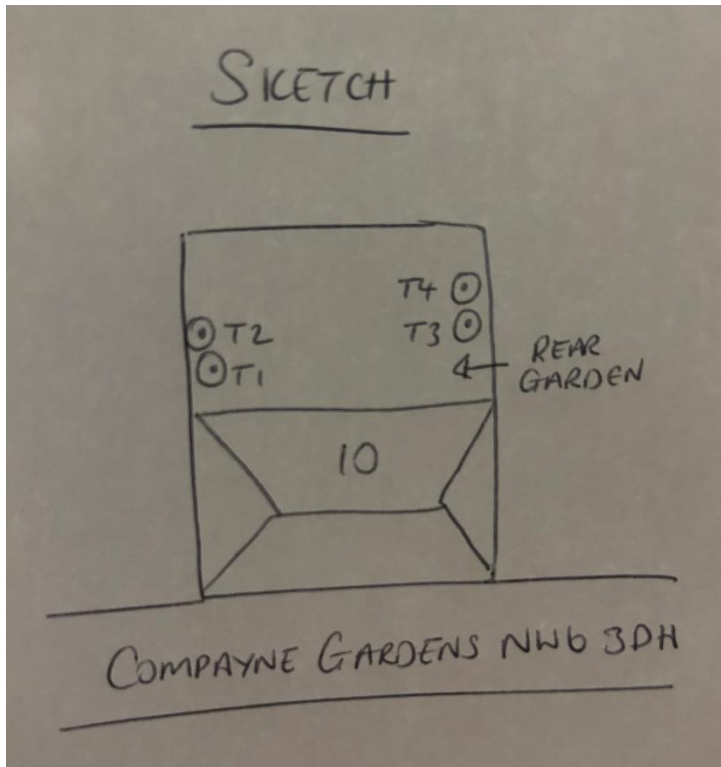 SKETCH
T4
T2 T3
T1
REAR
GARDEN
10
COMPAYNE GARDENS NW6 3DH